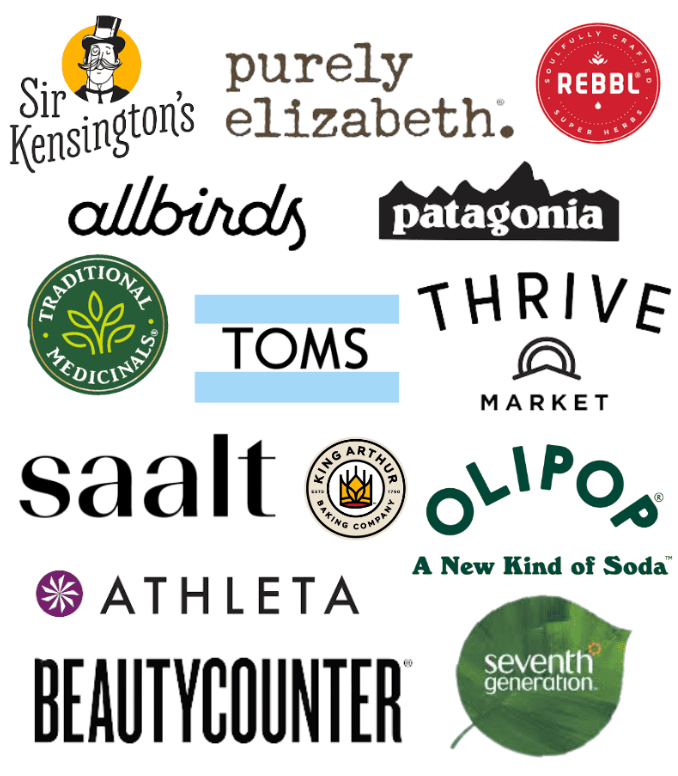 Sir
Kensington's
purely
elizabeth.®
SOULFULLY CRAFTED
REBBL®
SUPER HERBS
allbirds
patagonia
TRADITIONAL
MEDICINALS®
TOMS
THRIVE
MARKET
saalt
KING ARTHUR
ESTD 1790
BAKING COMPANY
OLIPOP®
A New Kind of Soda™
ATHLETA
BEAUTYCOUNTER®
seventh
generation™